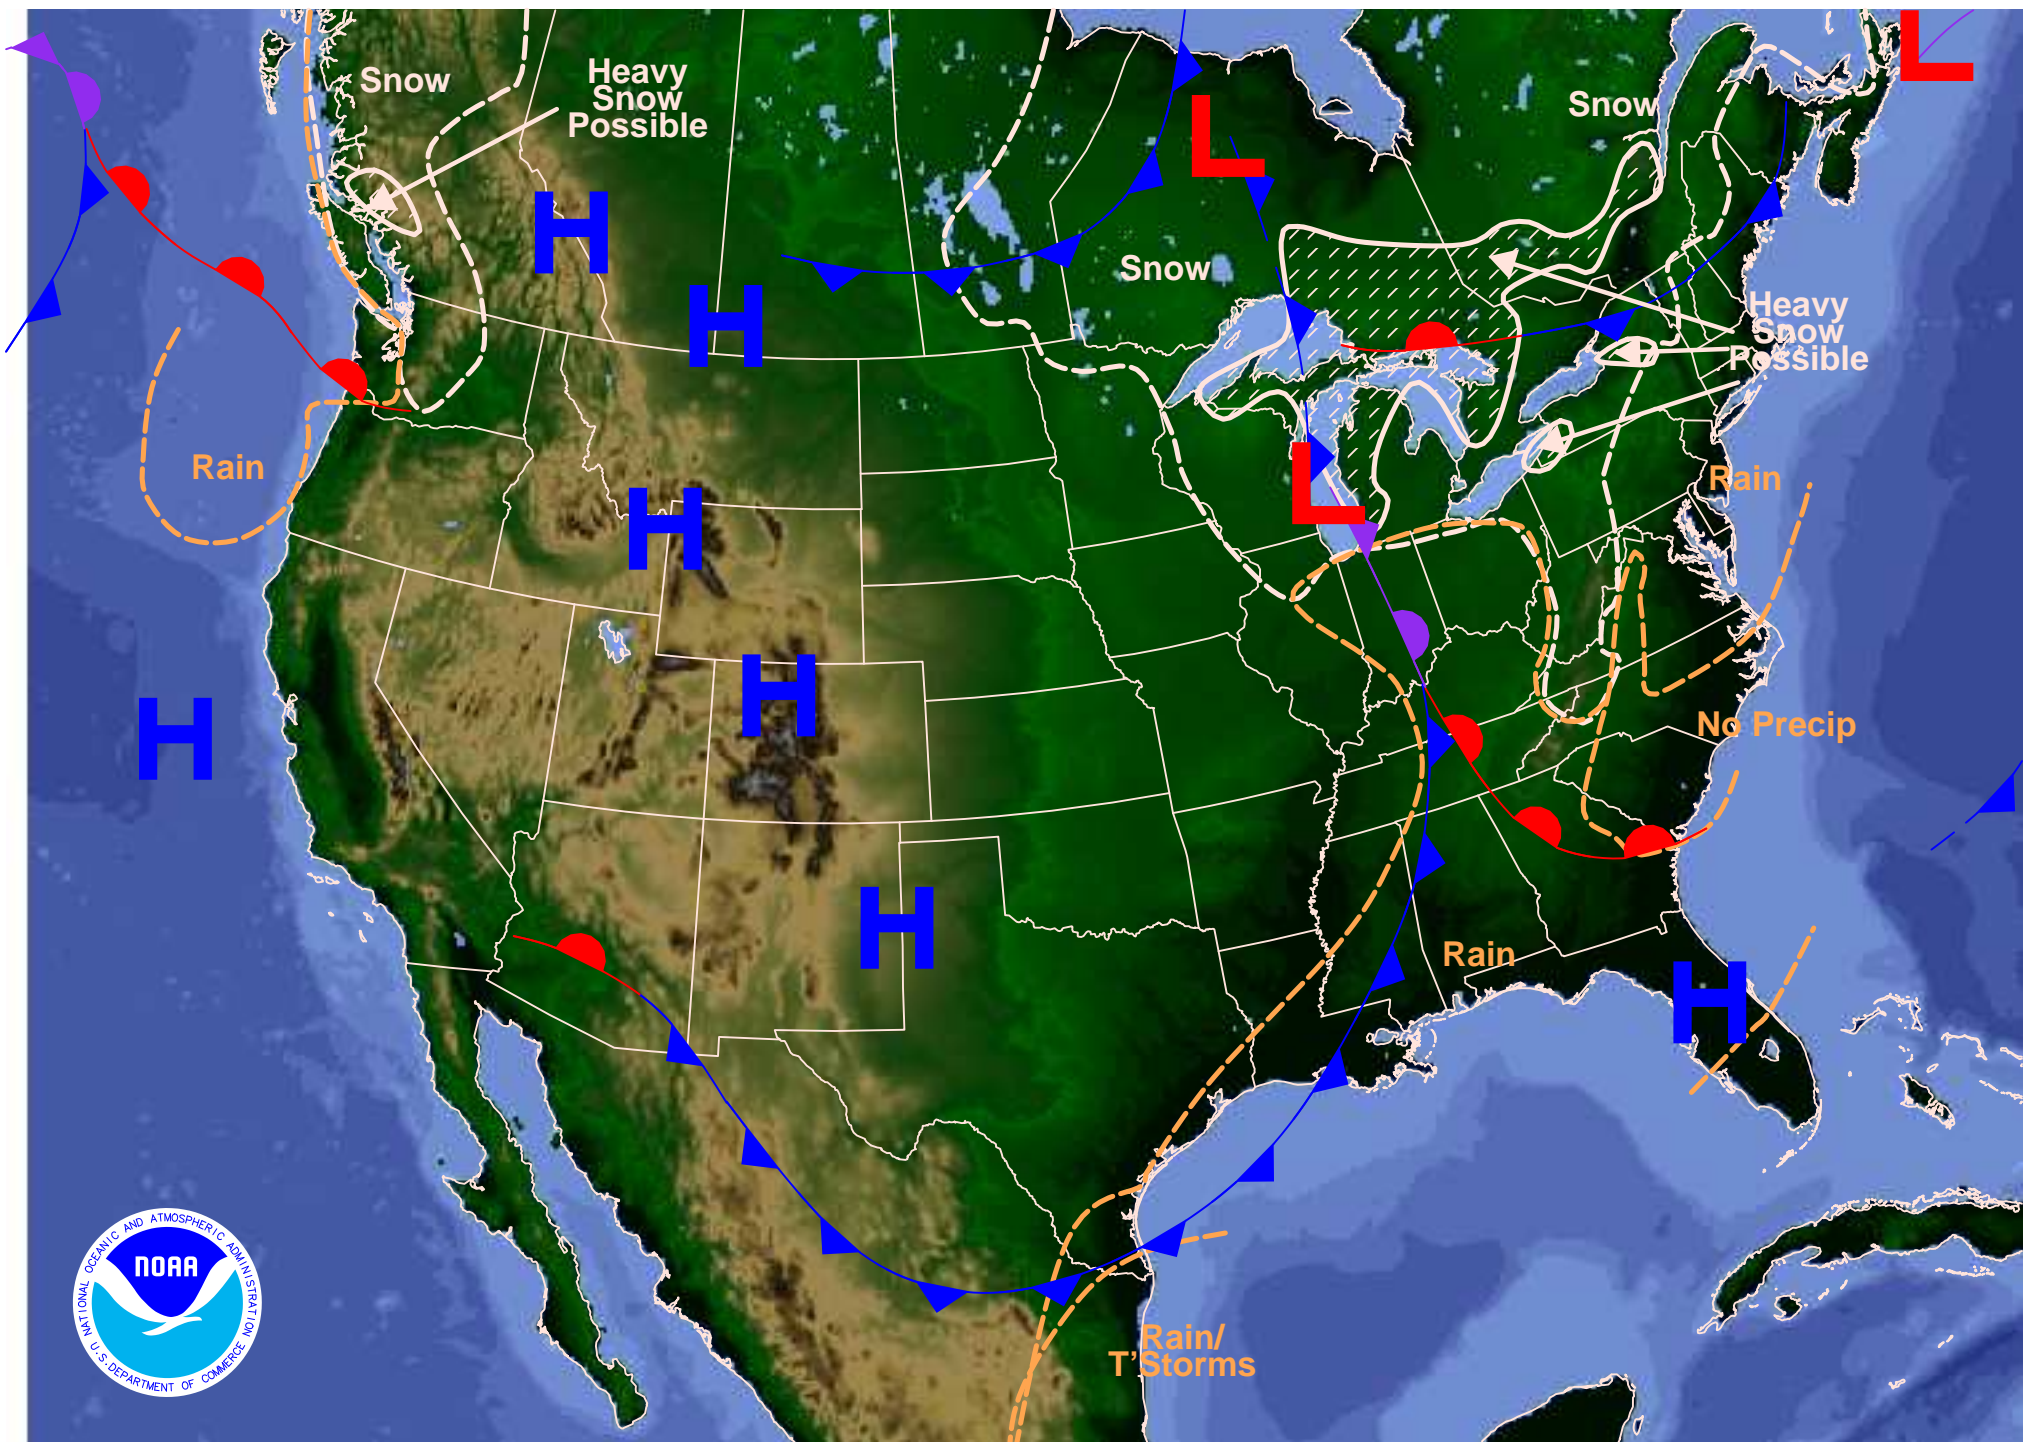 L
Snow
Heavy
Snow
Possible
Snow
L
H
Snow
H
Heavy
Snow
Possible
Rain
Rain
H
L
H
H
No Precip
H
Rain
H
NATIONAL OCEANIC AND ATMOSPHERIC ADMINISTRATION
NOAA
U.S. DEPARTMENT OF COMMERCE
Rain/
T'Storms